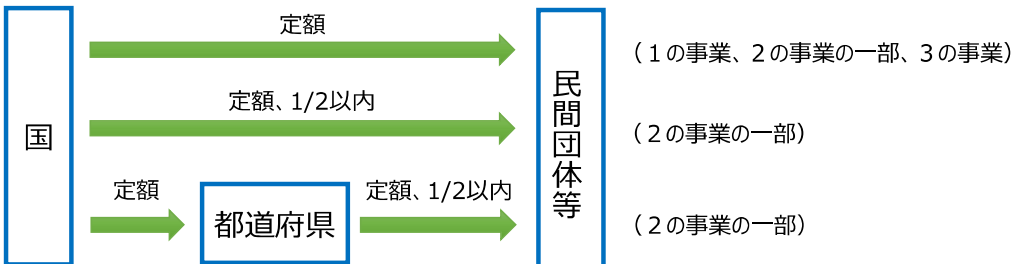 定額
（１の事業、２の事業の一部、３の事業）
定額、1/2以内
（２の事業の一部）
国
民間団体等
定額
都道府県
定額、1/2以内
（２の事業の一部）